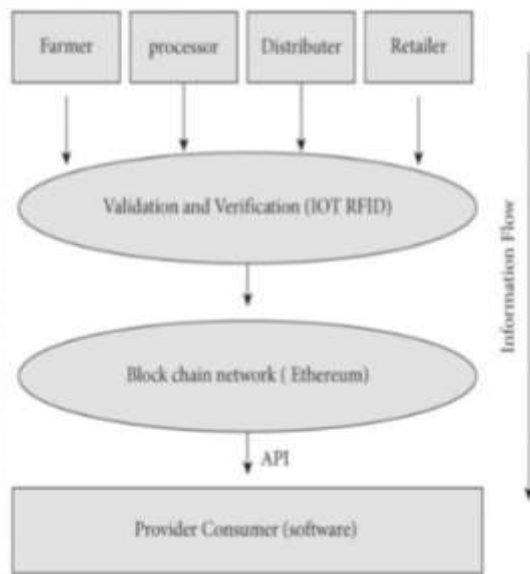 Farmer
processor
Distributer
Retailer
Validation and Verification (IOT RFID)
Block chain network ( Ethereum)
API
Provider Consumer (software)
Information Flow